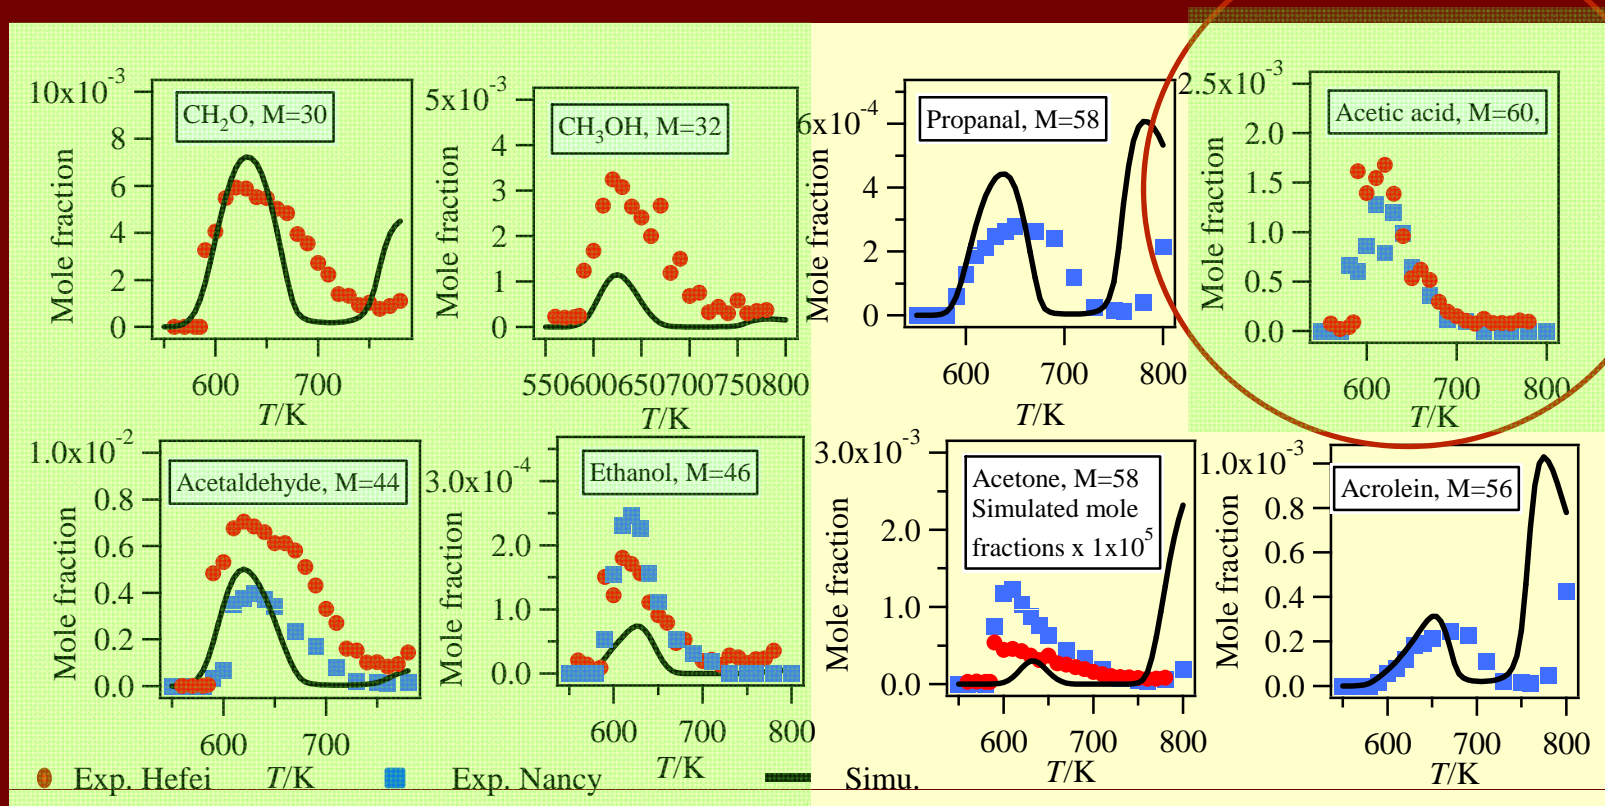 10x10-3
8
6
4
2
0
Mole fraction
CH2O, M=30
600 700
T/K
5x10-3
4
3
2
1
0
Mole fraction
CH3OH, M=32
550 600 650 700 750 800
T/K
6x10-4
4
2
0
Mole fraction
Propanal, M=58
600 700 800
T/K
2.5x10-3
2.0
1.5
1.0
0.5
0.0
Mole fraction
Acetic acid, M=60,
600 700 800
T/K
1.0x10-2
0.8
0.6
0.4
0.2
0.0
Mole fraction
Acetaldehyde, M=44
600 700
T/K
3.0x10-4
2.0
1.0
0.0
Mole fraction
Ethanol, M=46
600 700 800
T/K
3.0x10-3
2.0
1.0
0.0
Mole fraction
Acetone, M=58
Simulated mole
fractions x 1x105
600 700 800
T/K
1.0x10-3
0.8
0.6
0.4
0.2
0.0
Mole fraction
Acrolein, M=56
600 700 800
T/K
Exp. Hefei Exp. Nancy Simu.